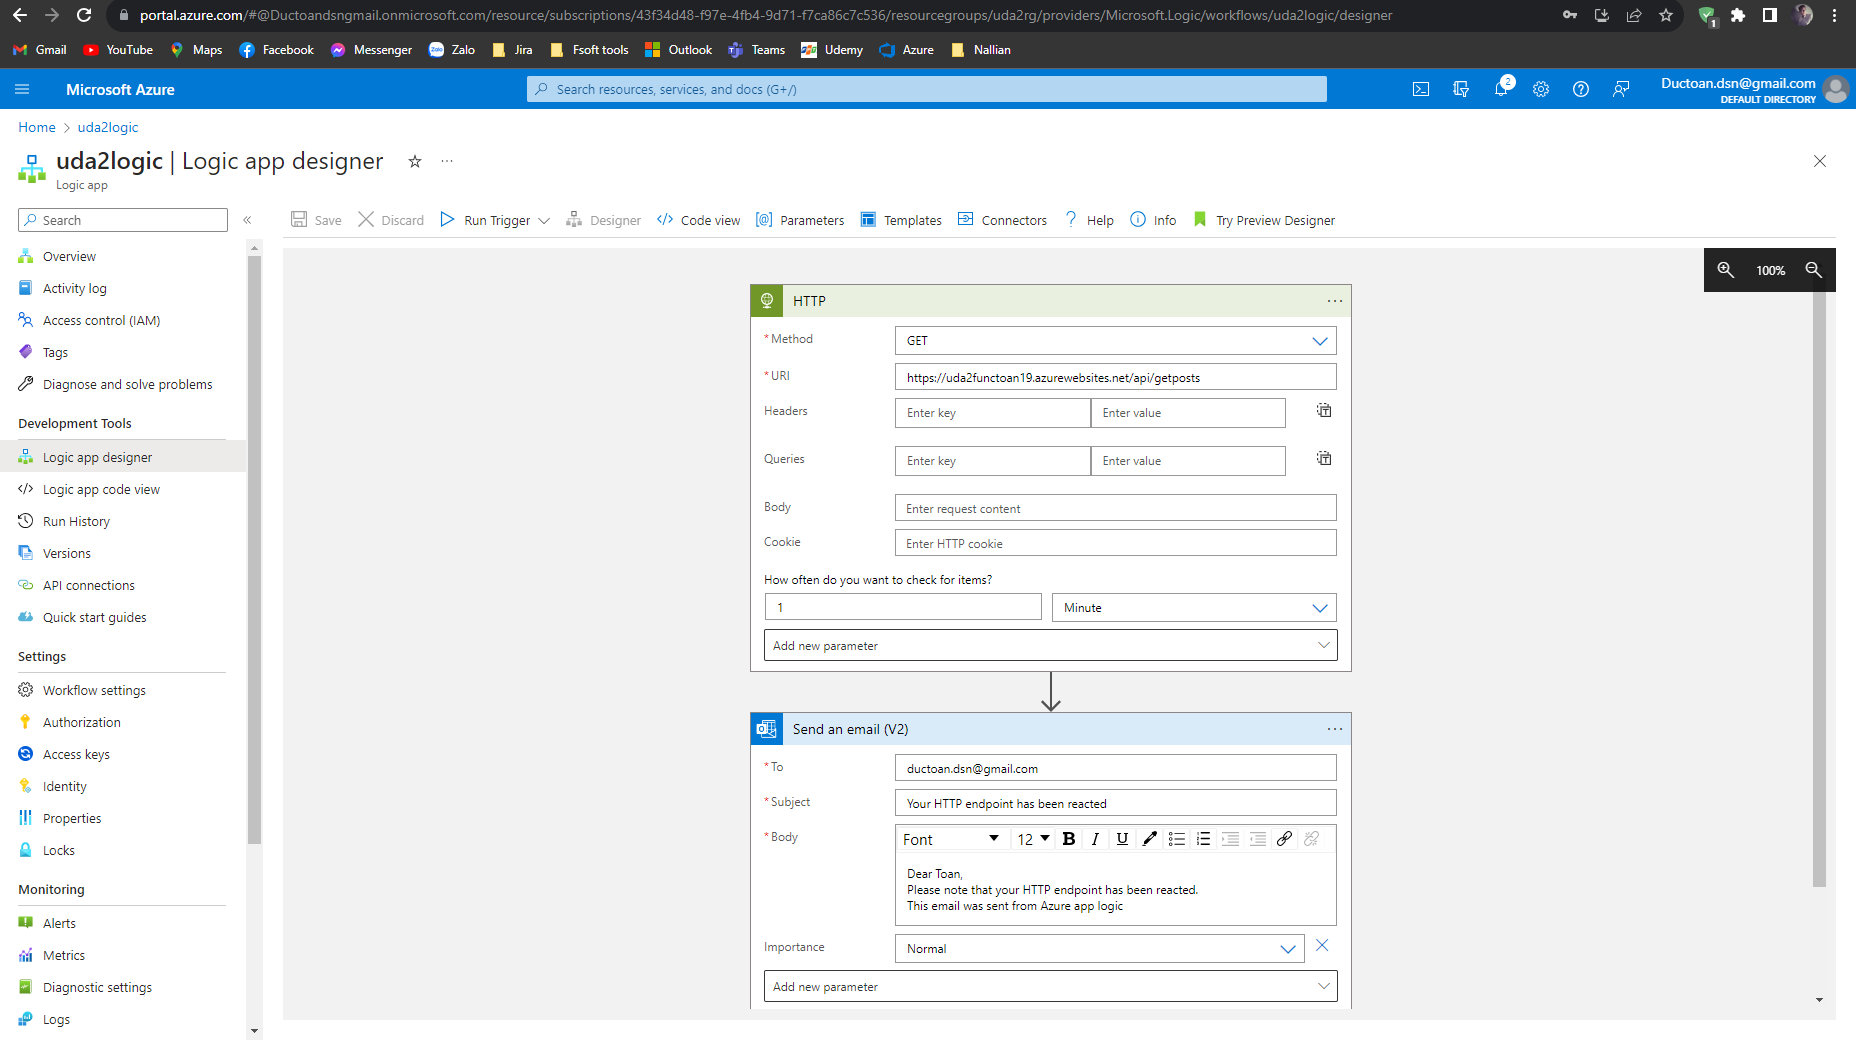 portal.azure.com/#@Ductoandsngmail.onmicrosoft.com/resource/subscriptions/43f34d48-f97e-4fb4-9d71-f7ca86c7c536/resourcegroups/uda2rg/providers/Microsoft.Logic/workflows/uda2logic/designer
1
Gmail YouTube Maps Facebook Messenger Zalo Zalo Jira Fsoft tools Outlook Teams Udemy Azure Nallian
Microsoft Azure
Search resources, services, and docs (G+/)
2
Ductoan.dsn@gmail.com
DEFAULT DIRECTORY
Home > uda2logic
uda2logic | Logic app designer
Logic app
Search
Save Discard Run Trigger Designer Code view Parameters Templates Connectors Help Info Try Preview Designer
Overview
Activity log
Access control (IAM)
Tags
Diagnose and solve problems
Development Tools
Logic app designer
Logic app code view
Run History
Versions
API connections
Quick start guides
Settings
Workflow settings
Authorization
Access keys
Identity
Properties
Locks
Monitoring
Alerts
Metrics
Diagnostic settings
Logs
100%
HTTP
* Method GET
* URI https://uda2functoan19.azurewebsites.net/api/getposts
Headers Enter key Enter value
Queries Enter key Enter value
Body Enter request content
Cookie Enter HTTP cookie
How often do you want to check for items?
1 Minute
Add new parameter
Send an email (V2)
* To ductoan.dsn@gmail.com
* Subject Your HTTP endpoint has been reacted
* Body Font 12 B I U
Dear Toan,
Please note that your HTTP endpoint has been reacted.
This email was sent from Azure app logic
Importance Normal
Add new parameter